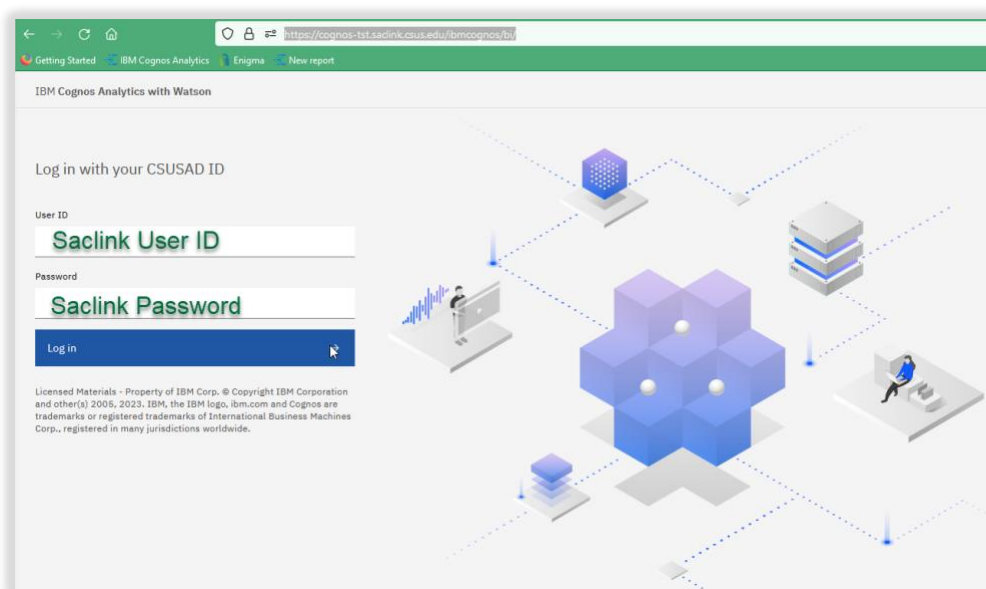 https://cognos-tst.saclink.csus.edu/ibmcognos/bi/
Getting Started IBM Cognos Analytics Enigma New report
IBM Cognos Analytics with Watson
Log in with your CSUSAD ID
User ID
Saclink User ID
Password
Saclink Password
Log in
Licensed Materials - Property of IBM Corp. © Copyright IBM Corporation
and other(s) 2005, 2023. IBM, the IBM logo, ibm.com and Cognos are
trademarks or registered trademarks of International Business Machines
Corp., registered in many jurisdictions worldwide.